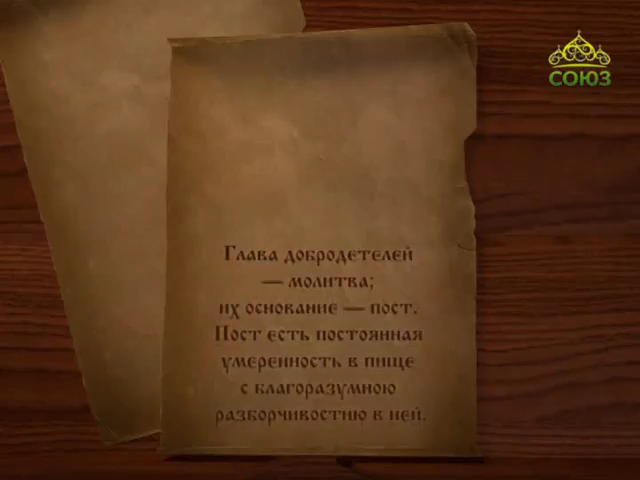 СОЮЗ
Глава добродетелей
— молитва;
их основание — пост.
Пост есть постоянная
умеренность в пище
с благоразумною
разборчивостию в ней.